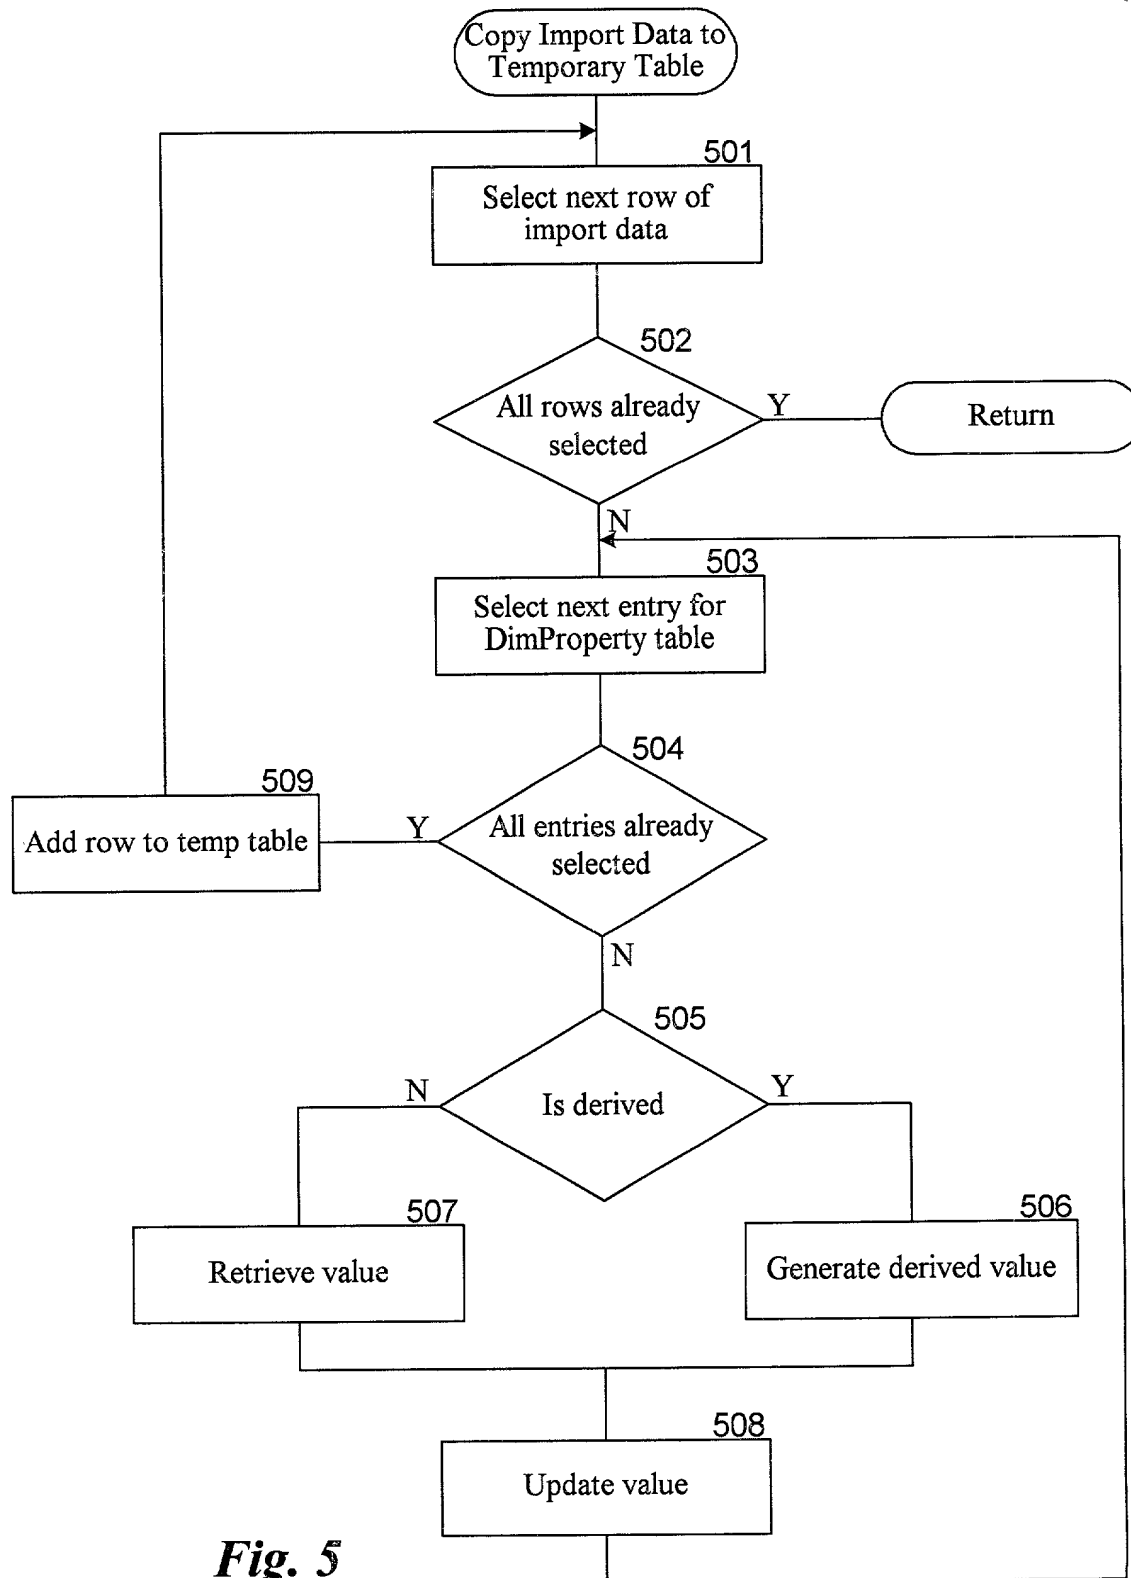 Copy Import Data to
Temporary Table
501
Select next row of
import data
502
All rows already
selected
Y
Return
N
503
Select next entry for
DimProperty table
504
All entries already
selected
Y
509
Add row to temp table
N
505
Is derived
N
Y
507
Retrieve value
506
Generate derived value
508
Update value
Fig. 5